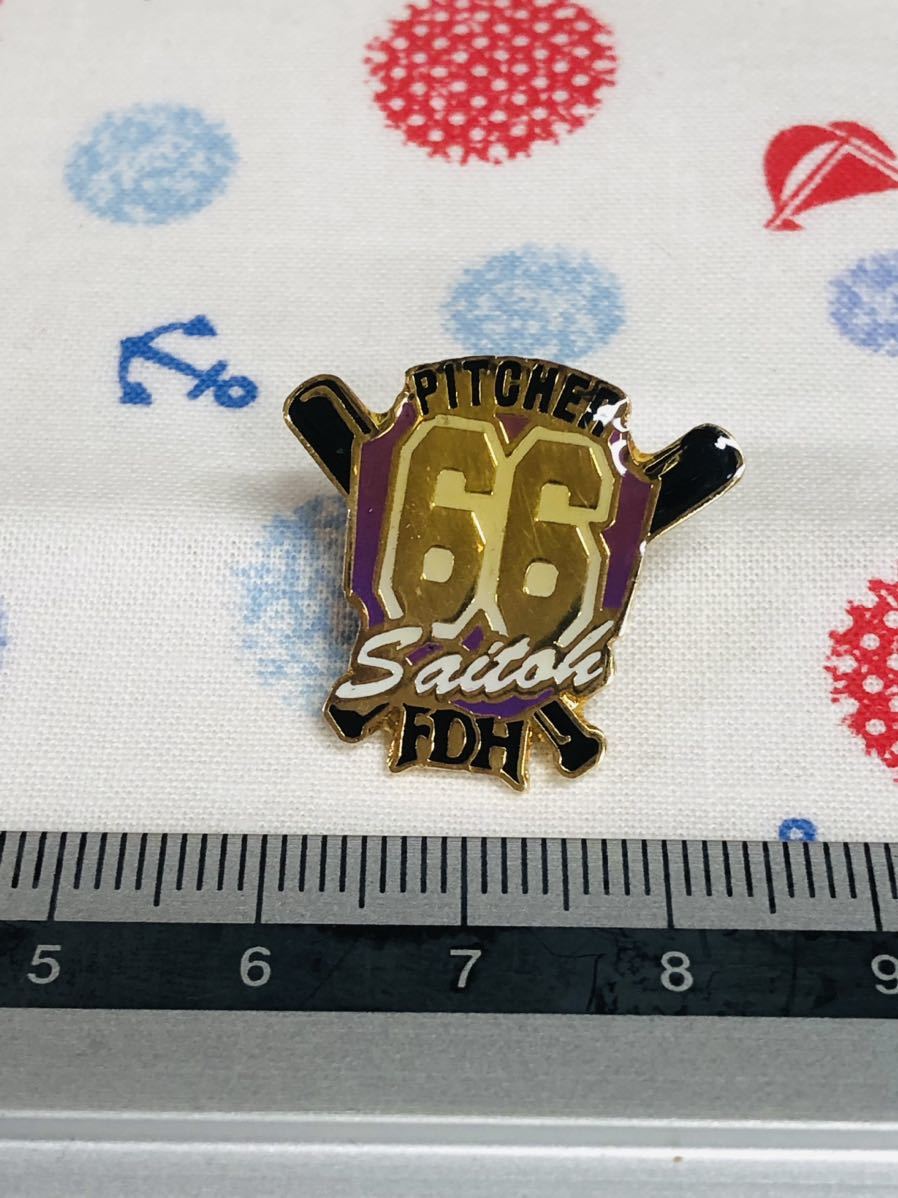 PITCHER
66
Saitoh
FDH
5 6 7 8 9